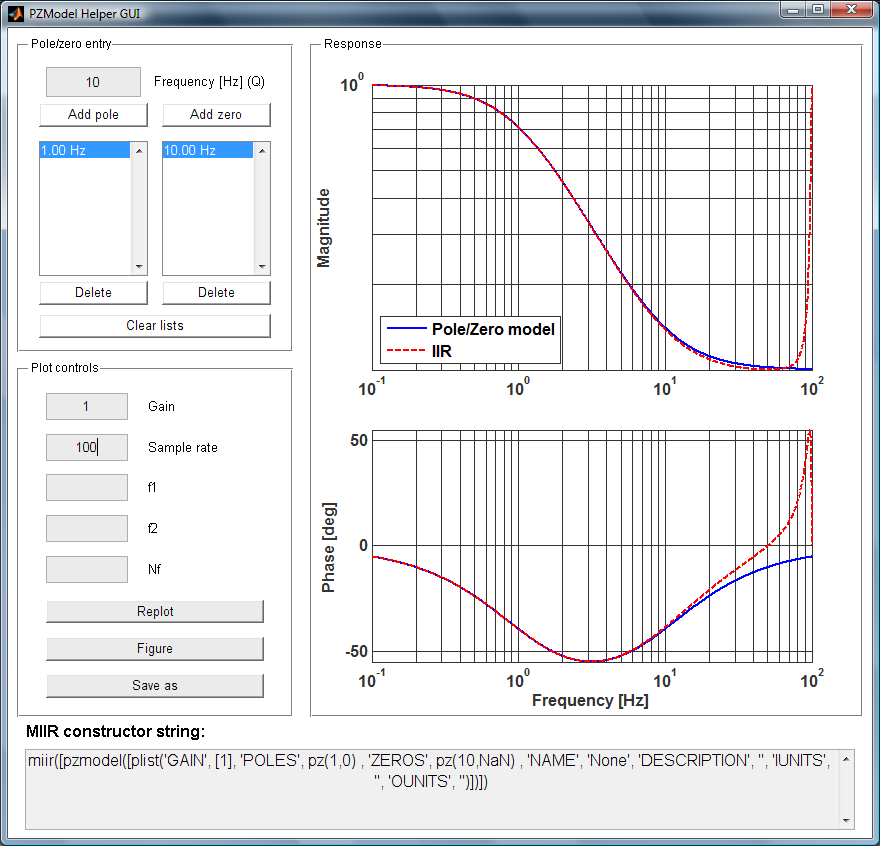 PZModel Helper GUI
Pole/zero entry
10 Frequency [Hz] (Q)
Add pole Add zero
1.00 Hz 10.00 Hz
Delete Delete
Clear lists
Plot controls
1 Gain
100 Sample rate
f1
f2
Nf
Replot
Figure
Save as
Response
10^0
Magnitude
Pole/Zero model
IIR
10^-1 10^0 10^1 10^2
50
0
-50
Phase [deg]
10^-1 10^0 10^1 10^2
Frequency [Hz]
MIIR constructor string:
miir([pzmodel([plist('GAIN', [1], 'POLES', pz(1,0) , 'ZEROS', pz(10,NaN) , 'NAME', 'None', 'DESCRIPTION', '', 'IUNITS',
'', 'OUNITS', '')])])